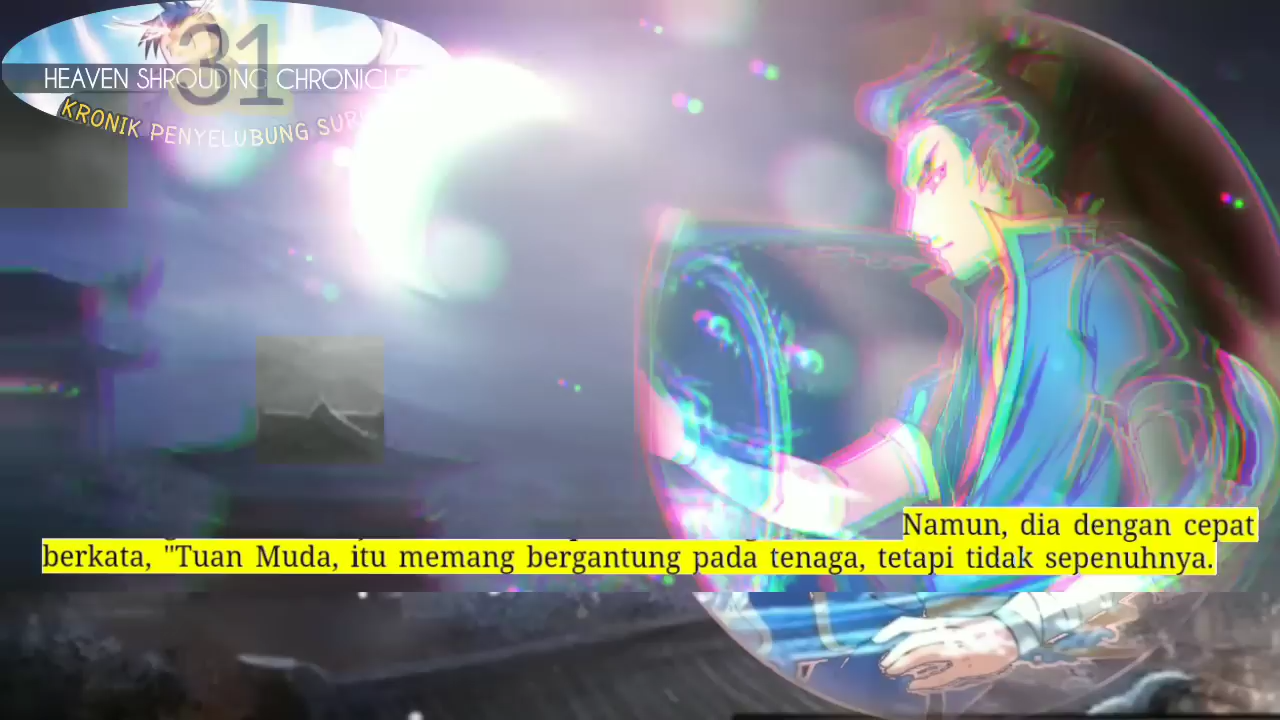 31
HEAVEN SHROUDING CHRONICLE
KRONIK PENYELUBUNG SUR
Namun, dia dengan cepat
berkata, "Tuan Muda, itu memang bergantung pada tenaga, tetapi tidak sepenuhnya.